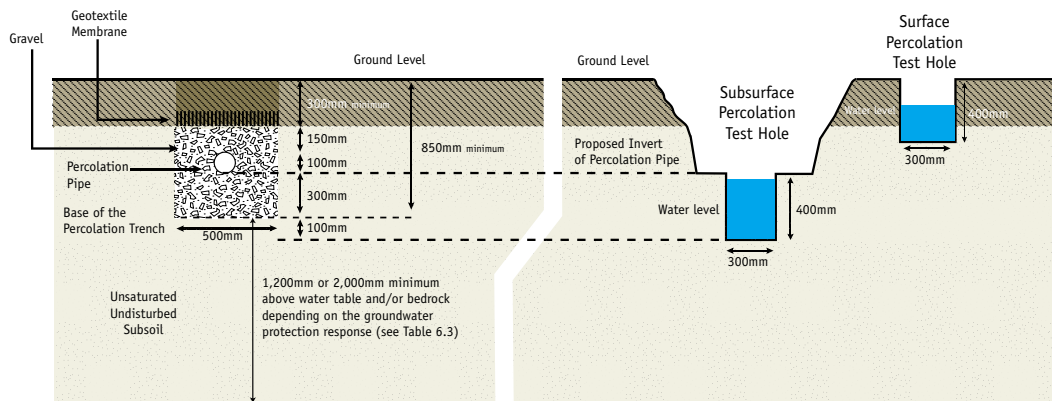 Geotextile
Membrane
Gravel
Ground Level
300mm minimum
150mm
100mm
850mm minimum
Percolation
Pipe
300mm
Base of the
Percolation Trench
500mm
100mm
Unsaturated
Undisturbed
Subsoil
1,200mm or 2,000mm minimum
above water table and/or bedrock
depending on the groundwater
protection response (see Table 6.3)
Ground Level
Proposed Invert
of Percolation Pipe
Subsurface
Percolation
Test Hole
Water level
400mm
300mm
Surface
Percolation
Test Hole
Water level
400mm
300mm